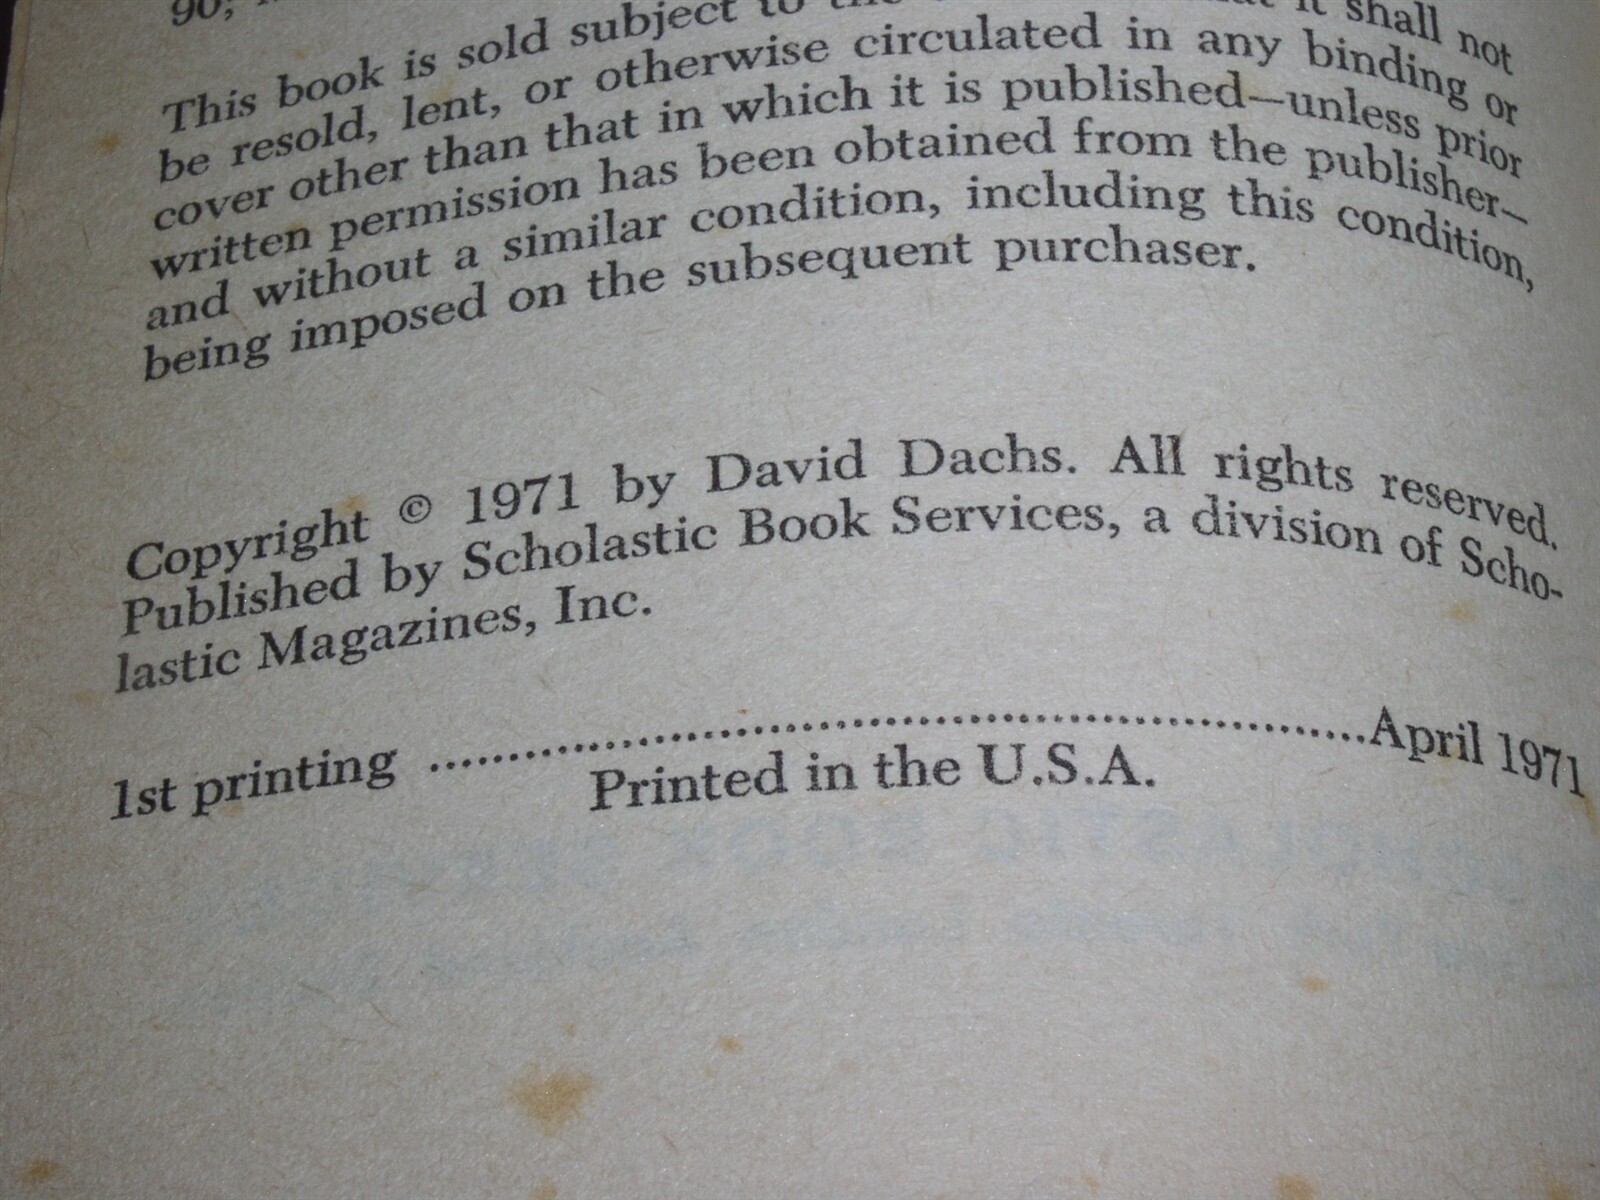 90;
This book is sold subject to the it shall not
be resold, lent, or otherwise circulated in any binding or
cover other than that in which it is published—unless prior
written permission has been obtained from the publisher—
and without a similar condition, including this condition,
being imposed on the subsequent purchaser.
Copyright © 1971 by David Dachs. All rights reserved.
Published by Scholastic Book Services, a division of Scho-
lastic Magazines, Inc.
1st printing ................................................................April 1971
Printed in the U.S.A.